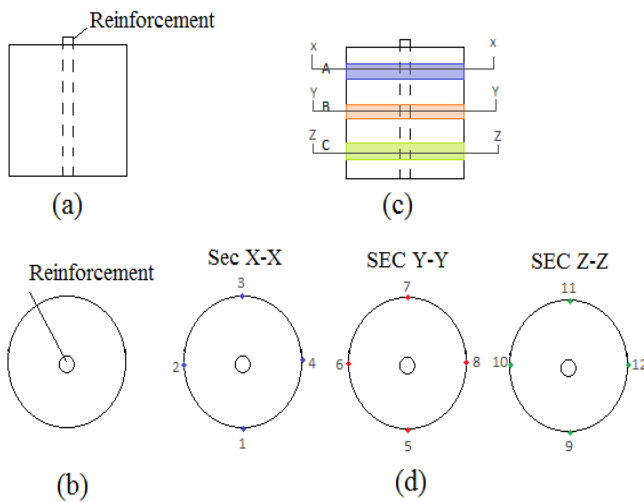 Reinforcement
(a)
x x
A
Y Y
B
Z Z
C
(c)
Reinforcement
(b)
Sec X-X
3
2 4
1
SEC Y-Y
7
6 8
5
SEC Z-Z
11
10 12
9
(d)